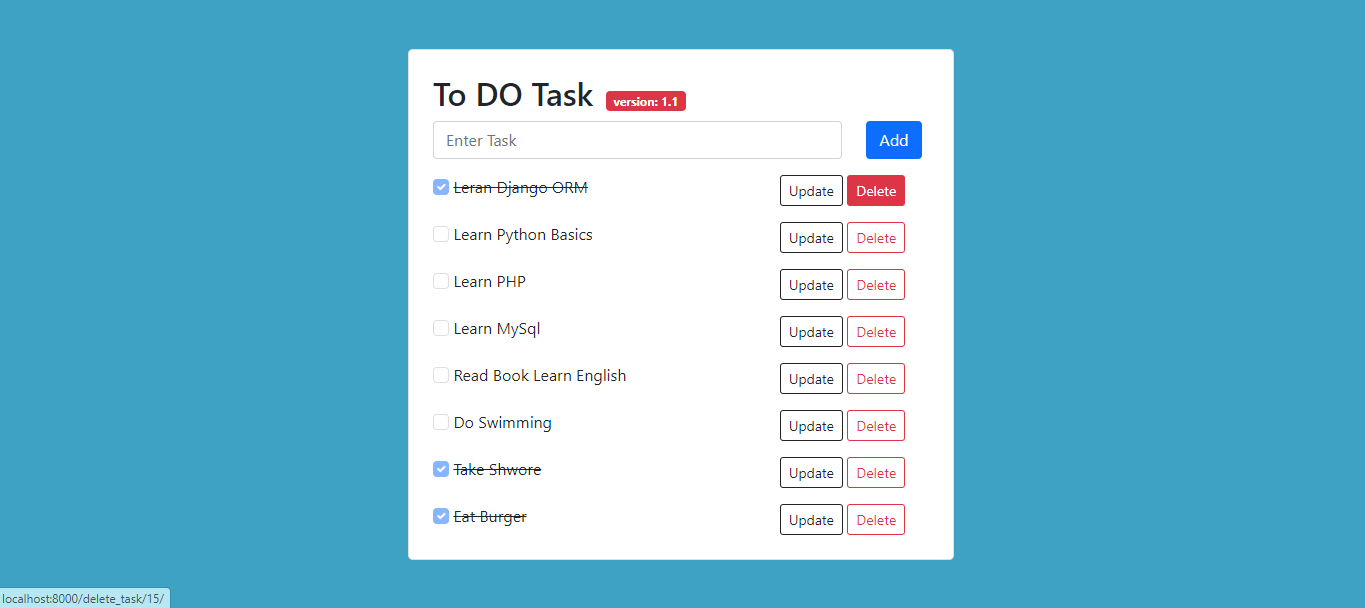 To DO Task version: 1.1
Enter Task Add
Leran Django ORM Update Delete
Learn Python Basics Update Delete
Learn PHP Update Delete
Learn MySql Update Delete
Read Book Learn English Update Delete
Do Swimming Update Delete
Take Shwore Update Delete
Eat Burger Update Delete
localhost:8000/delete_task/15/